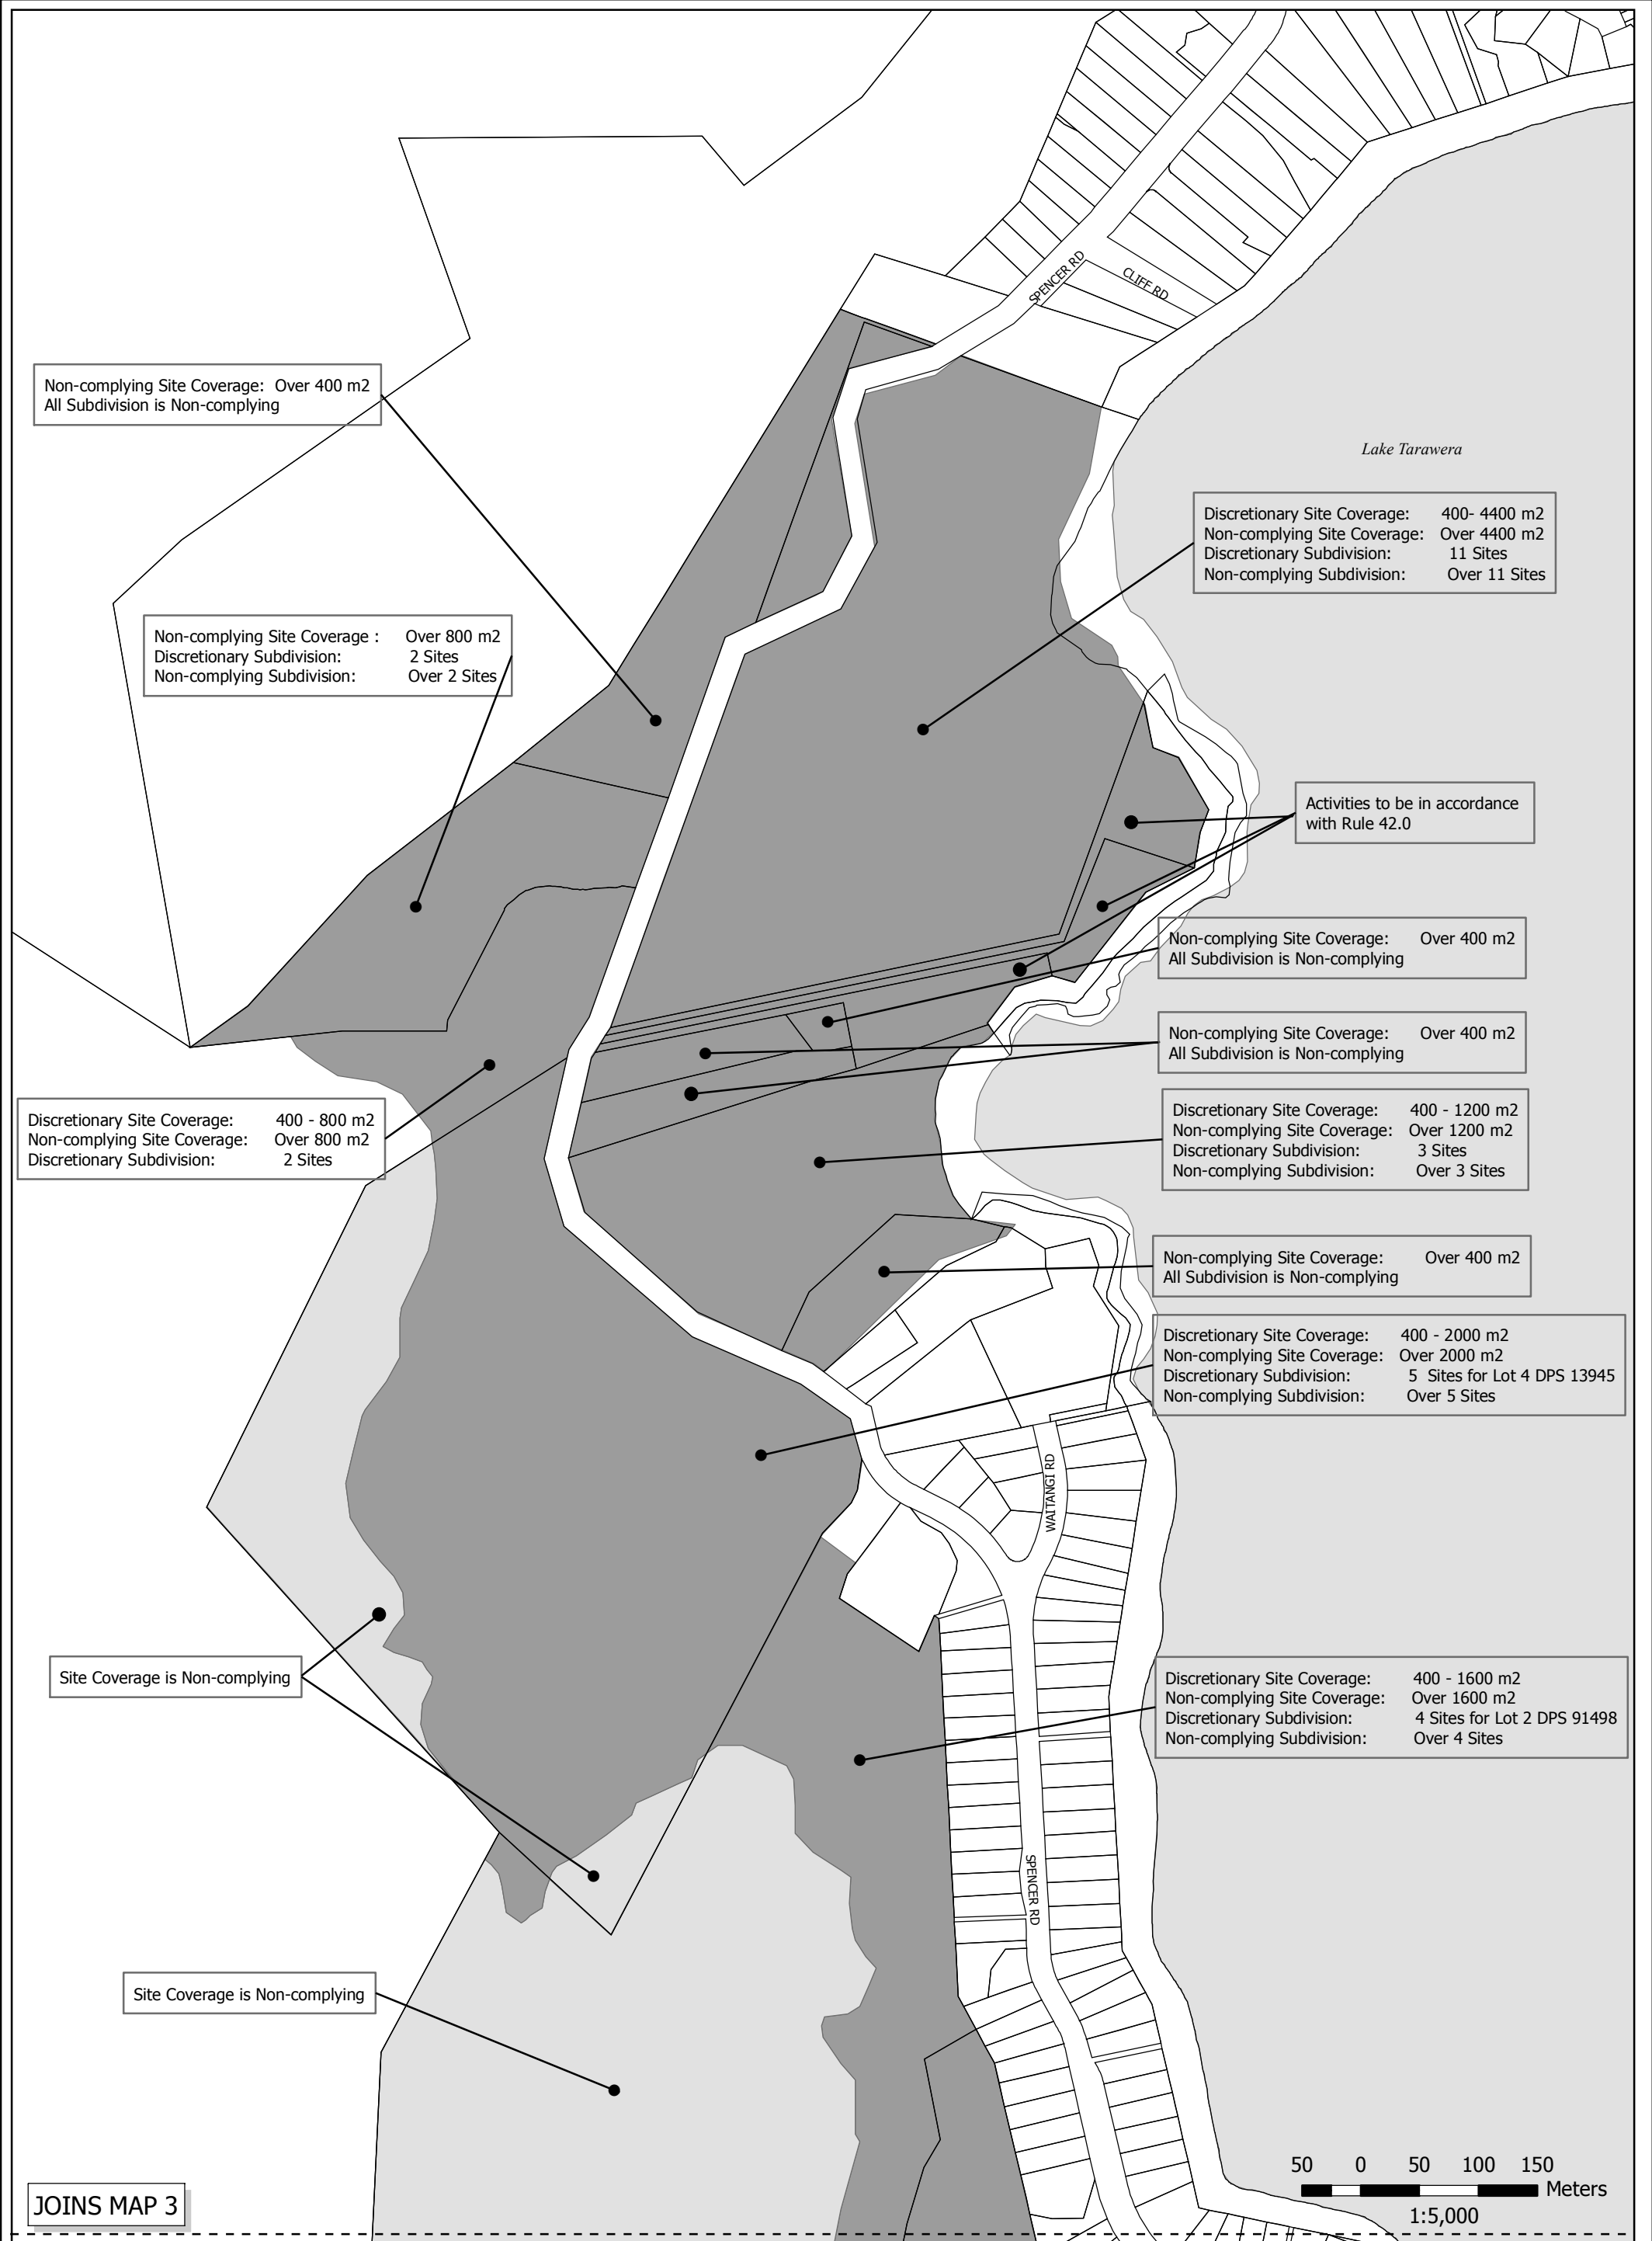 SPENCER RD
CLIFF RD
Non-complying Site Coverage: Over 400 m2
All Subdivision is Non-complying
Lake Tarawera
Discretionary Site Coverage: 400- 4400 m2
Non-complying Site Coverage: Over 4400 m2
Discretionary Subdivision: 11 Sites
Non-complying Subdivision: Over 11 Sites
Non-complying Site Coverage : Over 800 m2
Discretionary Subdivision: 2 Sites
Non-complying Subdivision: Over 2 Sites
Activities to be in accordance
with Rule 42.0
Non-complying Site Coverage: Over 400 m2
All Subdivision is Non-complying
Non-complying Site Coverage: Over 400 m2
All Subdivision is Non-complying
Discretionary Site Coverage: 400 - 800 m2
Non-complying Site Coverage: Over 800 m2
Discretionary Subdivision: 2 Sites
Discretionary Site Coverage: 400 - 1200 m2
Non-complying Site Coverage: Over 1200 m2
Discretionary Subdivision: 3 Sites
Non-complying Subdivision: Over 3 Sites
Non-complying Site Coverage: Over 400 m2
All Subdivision is Non-complying
Discretionary Site Coverage: 400 - 2000 m2
Non-complying Site Coverage: Over 2000 m2
Discretionary Subdivision: 5 Sites for Lot 4 DPS 13945
Non-complying Subdivision: Over 5 Sites
WAITANGI RD
Site Coverage is Non-complying
Discretionary Site Coverage: 400 - 1600 m2
Non-complying Site Coverage: Over 1600 m2
Discretionary Subdivision: 4 Sites for Lot 2 DPS 91498
Non-complying Subdivision: Over 4 Sites
SPENCER RD
Site Coverage is Non-complying
50 0 50 100 150
Meters
1:5,000
JOINS MAP 3